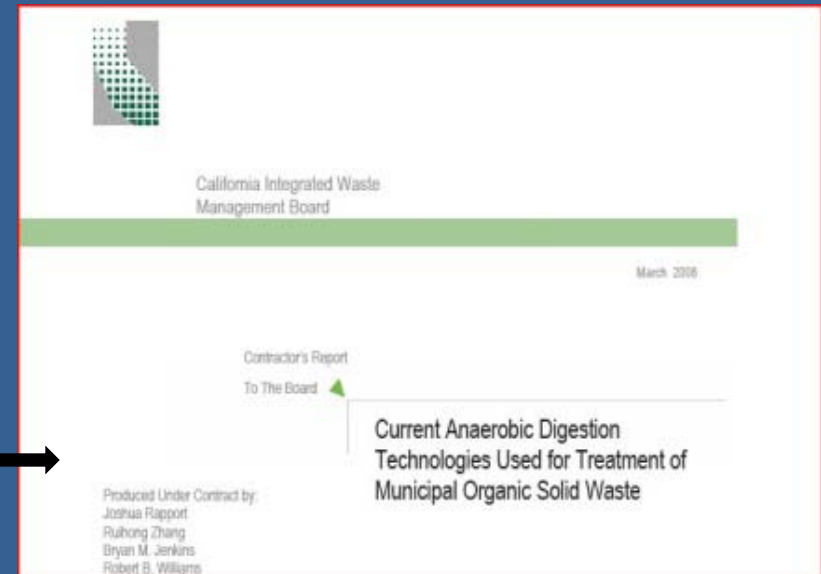 California Integrated Waste
Management Board
March 2008
Contractor's Report
To The Board
Current Anaerobic Digestion
Technologies Used for Treatment of
Municipal Organic Solid Waste
Produced Under Contract by:
Joshua Rapport
Ruihong Zhang
Bryan M. Jenkins
Robert B. Williams